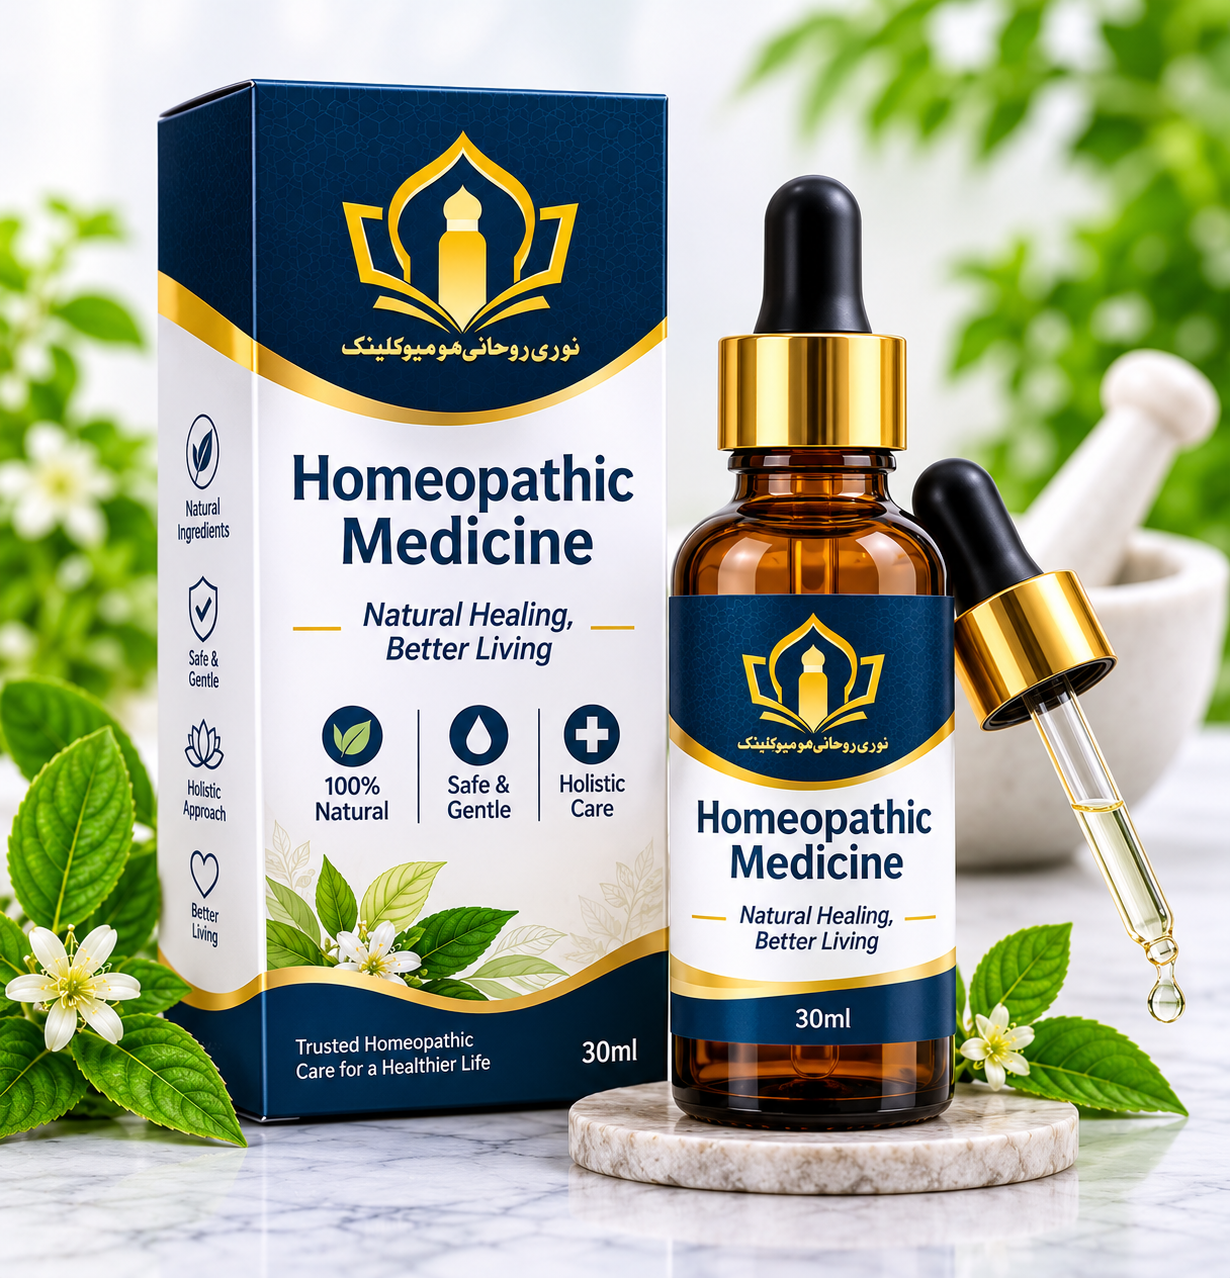 نوری روحانی ھومیوکلینک
Homeopathic
Medicine
Natural Healing,
Better Living
100%
Natural
Safe &
Gentle
Holistic
Care
Trusted Homeopathic
Care for a Healthier Life
30ml
Natural
Ingredients
Safe &
Gentle
Holistic
Approach
Better
Living
نوری روحانی ھومیوکلینک
Homeopathic
Medicine
Natural Healing,
Better Living
30ml